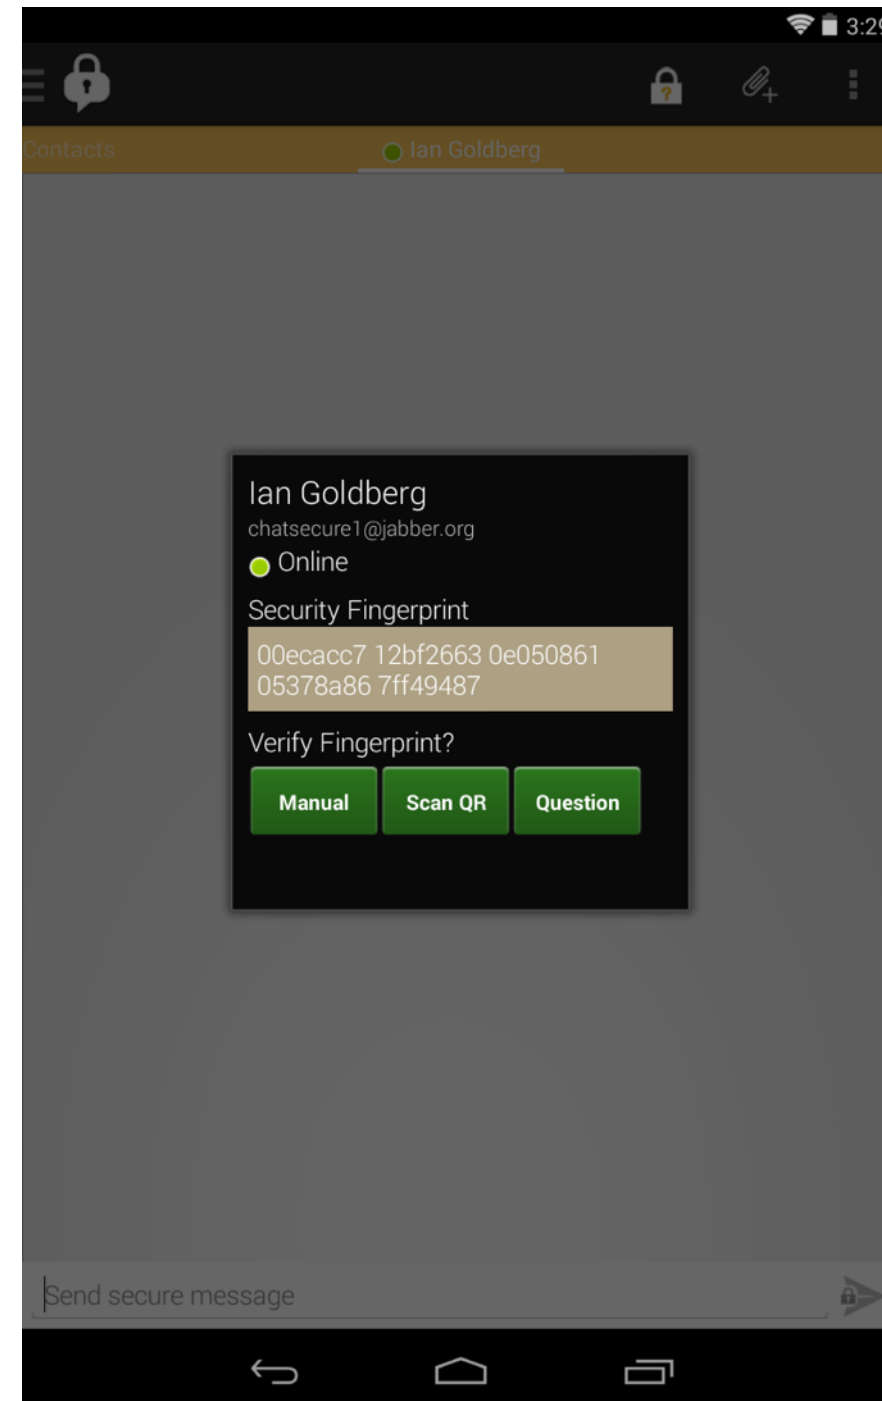 3:29
?
Contacts
Ian Goldberg
Ian Goldberg
chatsecure1@jabber.org
Online
Security Fingerprint
00ecacc7 12bf2663 0e050861
05378a86 7ff49487
Verify Fingerprint?
Manual Scan QR Question
Send secure message